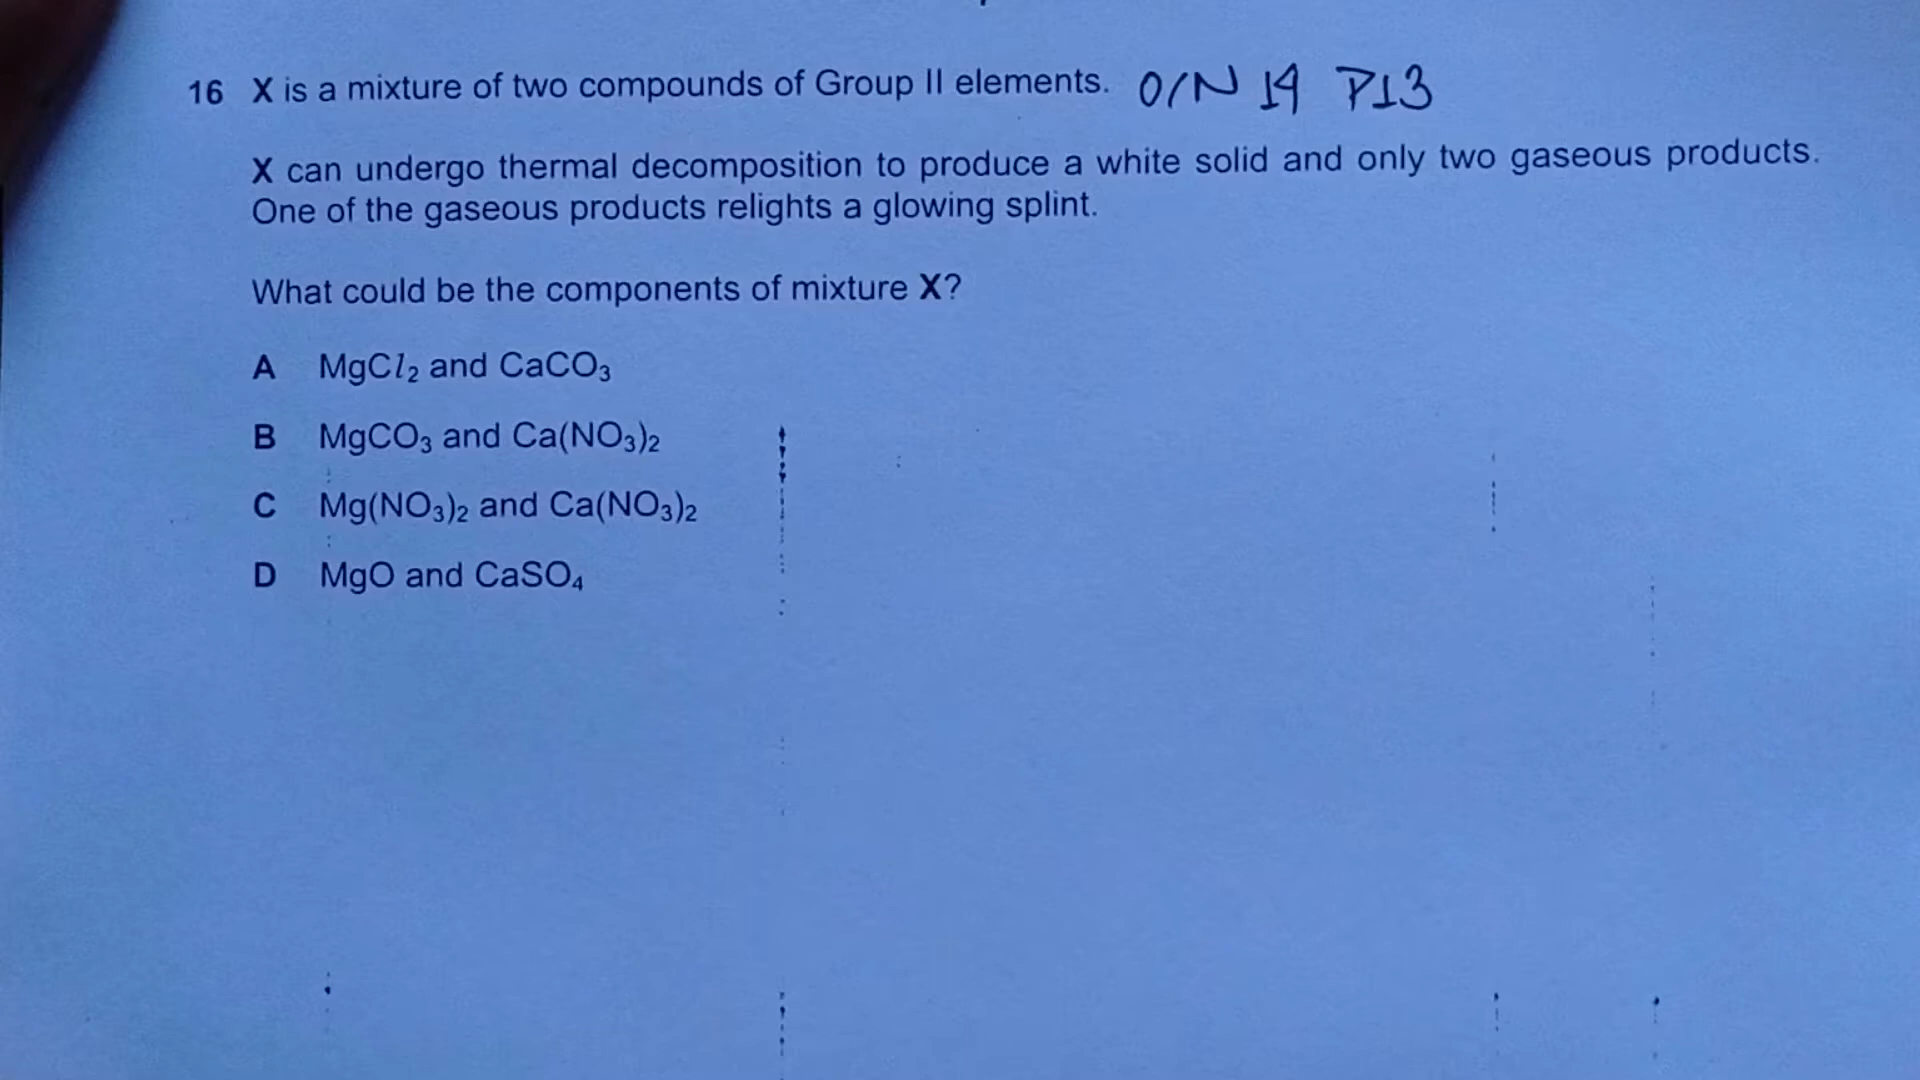 16 X is a mixture of two compounds of Group II elements. O/N 19 P13
X can undergo thermal decomposition to produce a white solid and only two gaseous products.
One of the gaseous products relights a glowing splint.
What could be the components of mixture X?
A MgCl₂ and CaCO₃
B MgCO₃ and Ca(NO₃)₂
C Mg(NO₃)₂ and Ca(NO₃)₂
D MgO and CaSO₄